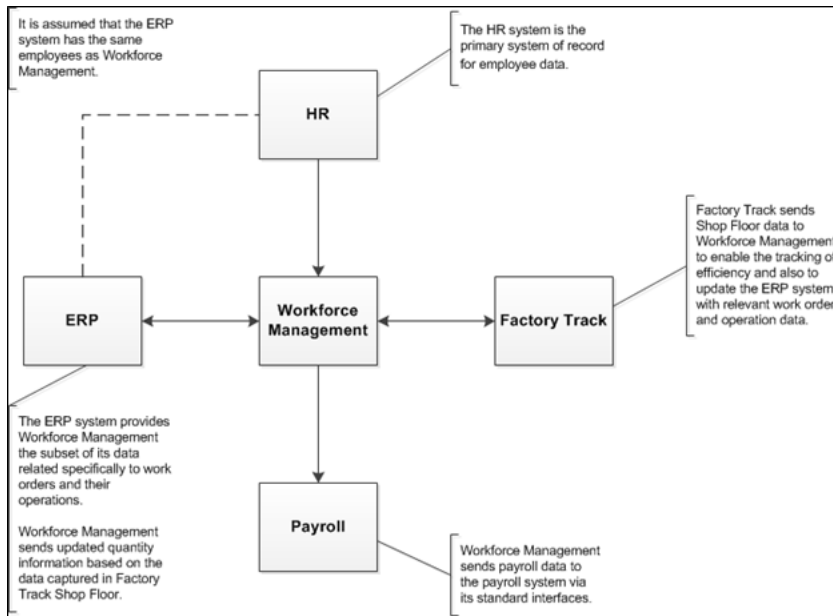 It is assumed that the ERP
system has the same
employees as Workforce
Management.
The HR system is the
primary system of record
for employee data.
HR
Factory Track sends
Shop Floor data to
Workforce Management
to enable the tracking of
efficiency and also to
update the ERP system
with relevant work order
and operation data.
ERP
Workforce
Management
Factory Track
The ERP system provides
Workforce Management
the subset of its data
related specifically to work
orders and their
operations.
Workforce Management
sends updated quantity
information based on the
data captured in Factory
Track Shop Floor.
Payroll
Workforce Management
sends payroll data to
the payroll system via
its standard interfaces.